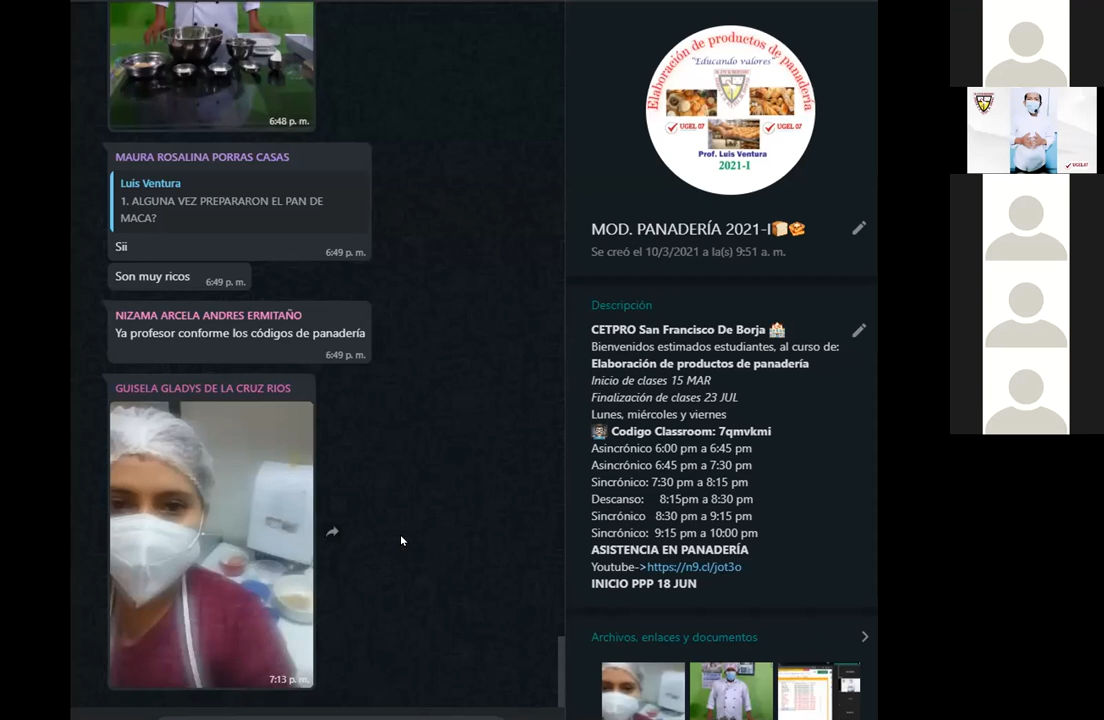 6:48 p. m.
MAURA ROSALINA PORRAS CASAS
Luis Ventura
1. ALGUNA VEZ PREPARARON EL PAN DE
MACA?
Sii
6:49 p. m.
Son muy ricos
6:49 p. m.
NIZAMA ARCELA ANDRES ERMITAÑO
Ya profesor conforme los códigos de panadería
6:49 p. m.
GUISELA GLADYS DE LA CRUZ RIOS
7:13 p. m.
Elaboración de productos de panadería
"Educando valores"
UGEL 07
UGEL 07
Prof. Luis Ventura
2021-I
MOD. PANADERÍA 2021-I🍞🥐
Se creó el 10/3/2021 a la(s) 9:51 a. m.
Descripción
CETPRO San Francisco De Borja 🏫
Bienvenidos estimados estudiantes, al curso de:
Elaboración de productos de panadería
Inicio de clases 15 MAR
Finalización de clases 23 JUL
Lunes, miércoles y viernes
👨🏻‍🏫 Codigo Classroom: 7qmvkmi
Asincrónico 6:00 pm a 6:45 pm
Asincrónico 6:45 pm a 7:30 pm
Sincrónico: 7:30 pm a 8:15 pm
Descanso: 8:15pm a 8:30 pm
Sincrónico 8:30 pm a 9:15 pm
Sincrónico: 9:15 pm a 10:00 pm
ASISTENCIA EN PANADERÍA
Youtube->https://n9.cl/jot3o
INICIO PPP 18 JUN
Archivos, enlaces y documentos
UGEL 07